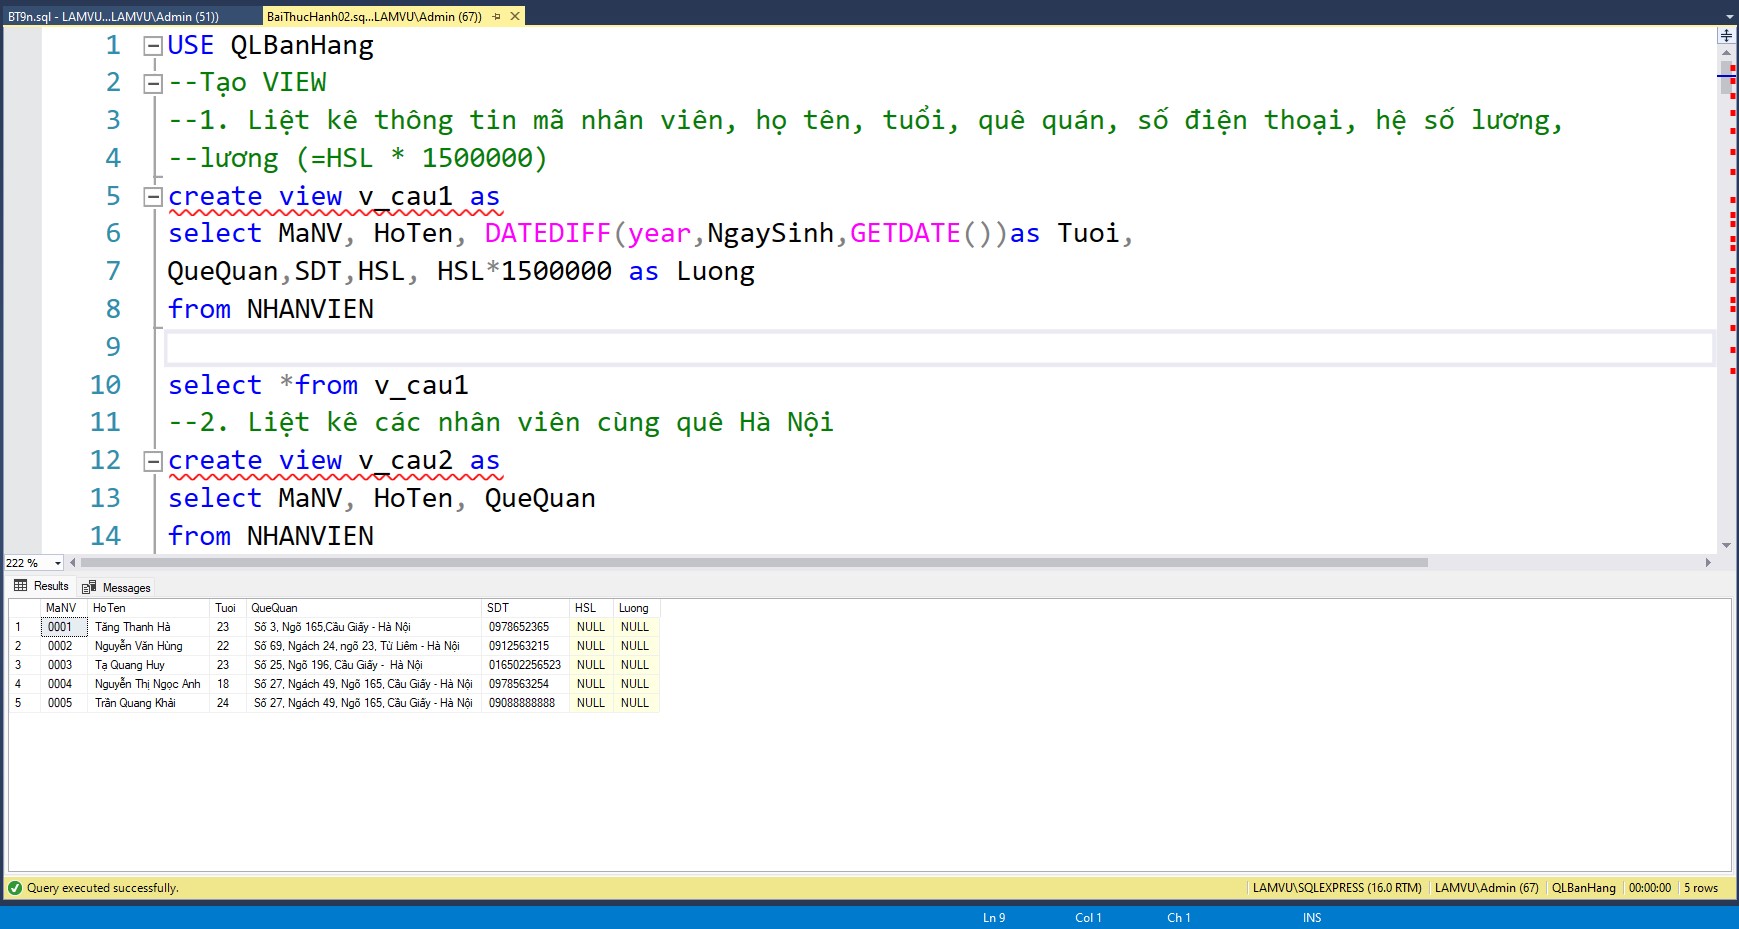 BT9n.sql - LAMVU...LAMVU\Admin (51))
BaiThucHanh02.sq...LAMVU\Admin (67))
1 USE QLBanHang
2 --Tạo VIEW
3 --1. Liệt kê thông tin mã nhân viên, họ tên, tuổi, quê quán, số điện thoại, hệ số lương,
4 --lương (=HSL * 1500000)
5 create view v_cau1 as
6 select MaNV, HoTen, DATEDIFF(year,NgaySinh,GETDATE())as Tuoi,
7 QueQuan,SDT,HSL, HSL*1500000 as Luong
8 from NHANVIEN
9
10 select *from v_cau1
11 --2. Liệt kê các nhân viên cùng quê Hà Nội
12 create view v_cau2 as
13 select MaNV, HoTen, QueQuan
14 from NHANVIEN
222 %
Results Messages
MaNV HoTen Tuoi QueQuan SDT HSL Luong
1 0001 Tăng Thanh Hà 23 Số 3, Ngõ 165,Cầu Giấy - Hà Nội 0978652365 NULL NULL
2 0002 Nguyễn Văn Hùng 22 Số 69, Ngách 24, ngõ 23, Từ Liêm - Hà Nội 0912563215 NULL NULL
3 0003 Tạ Quang Huy 23 Số 25, Ngõ 196, Cầu Giấy - Hà Nội 016502256523 NULL NULL
4 0004 Nguyễn Thị Ngọc Anh 18 Số 27, Ngách 49, Ngõ 165, Cầu Giấy - Hà Nội 0978563254 NULL NULL
5 0005 Trần Quang Khải 24 Số 27, Ngách 49, Ngõ 165, Cầu Giấy - Hà Nội 09088888888 NULL NULL
Query executed successfully. LAMVU\SQLEXPRESS (16.0 RTM) LAMVU\Admin (67) QLBanHang 00:00:00 5 rows
Ln 9 Col 1 Ch 1 INS